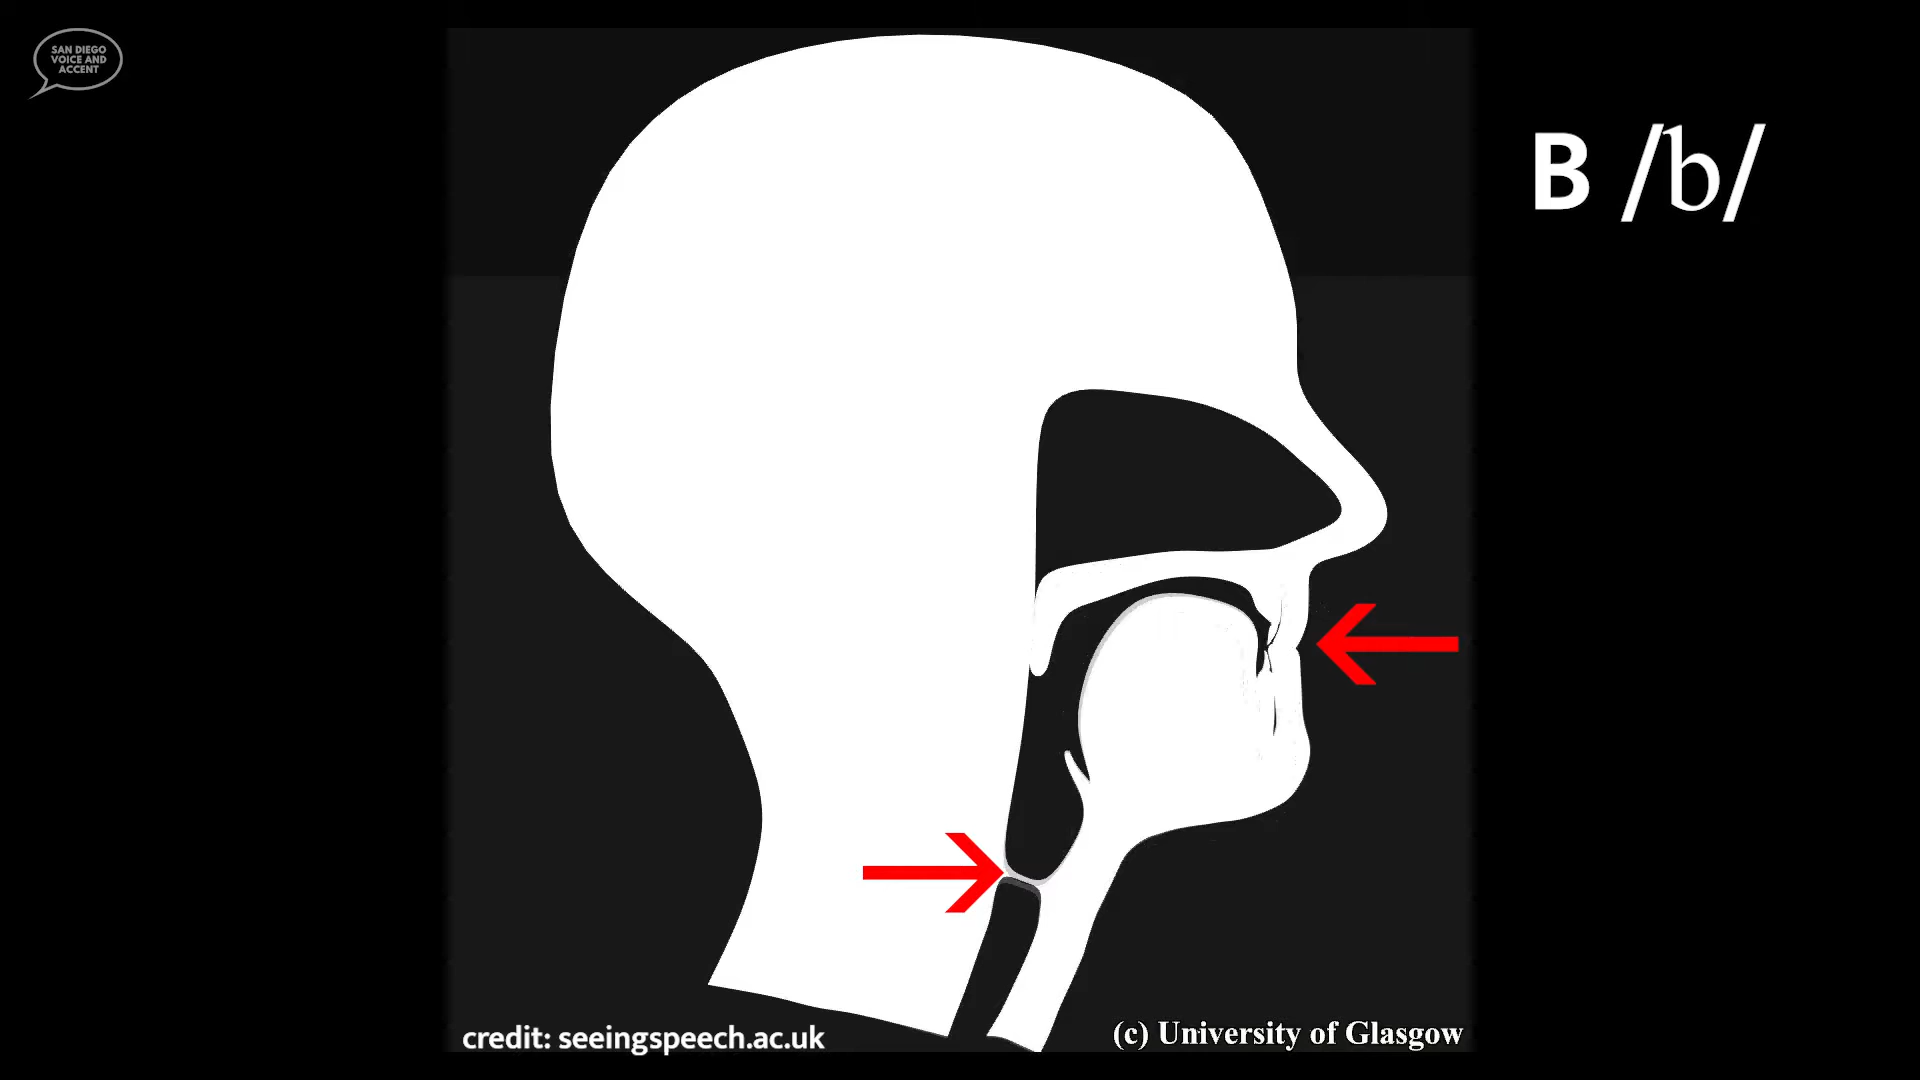 SAN DIEGO
VOICE AND
ACCENT
B /b/
credit: seeingspeech.ac.uk
(c) University of Glasgow